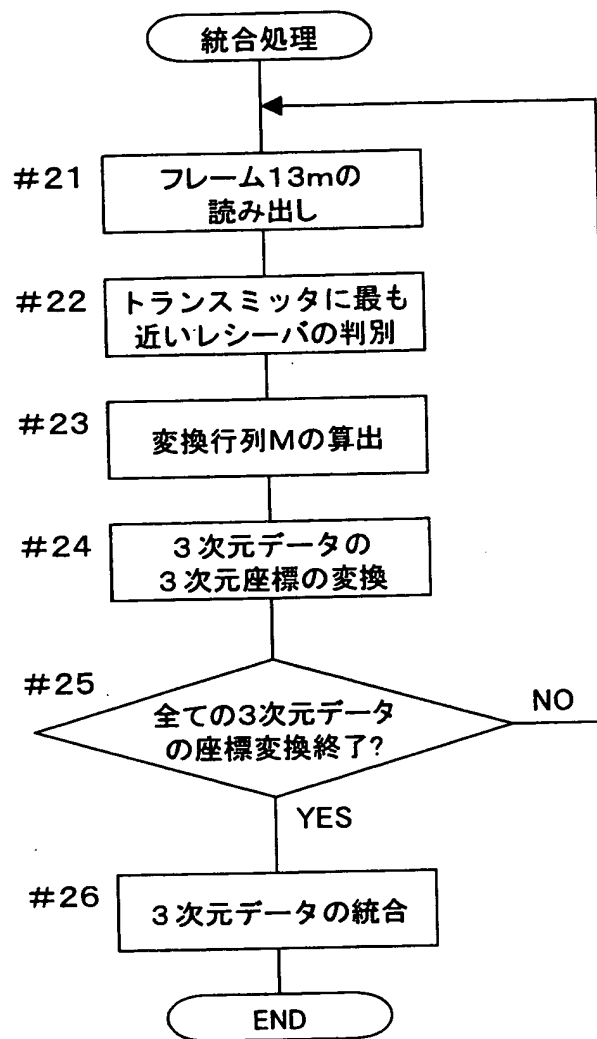 統合処理
#21
フレーム13mの
読み出し
#22
トランスミッタに最も
近いレシーバの判別
#23
変換行列Mの算出
#24
3次元データの
3次元座標の変換
#25
全ての3次元データ
の座標変換終了?
NO
YES
#26
3次元データの統合
END